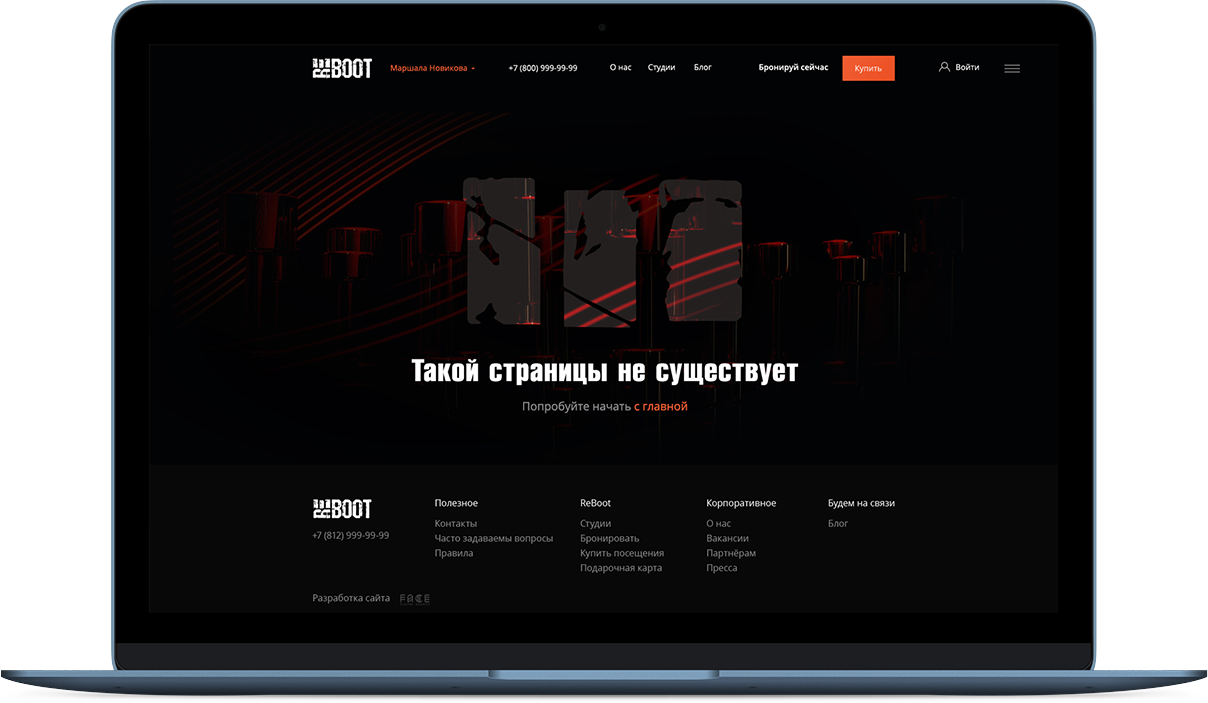 REBOOT Маршала Новикова +7 (800) 999-99-99 О нас Студии Блог Бронируй сейчас Купить Войти
Такой страницы не существует
Попробуйте начать с главной
REBOOT
+7 (812) 999-99-99
Полезное
Контакты
Часто задаваемы вопросы
Правила
ReBoot
Студии
Бронировать
Купить посещения
Подарочная карта
Корпоративное
О нас
Вакансии
Партнёрам
Пресса
Будем на связи
Блог
Разработка сайта FACE